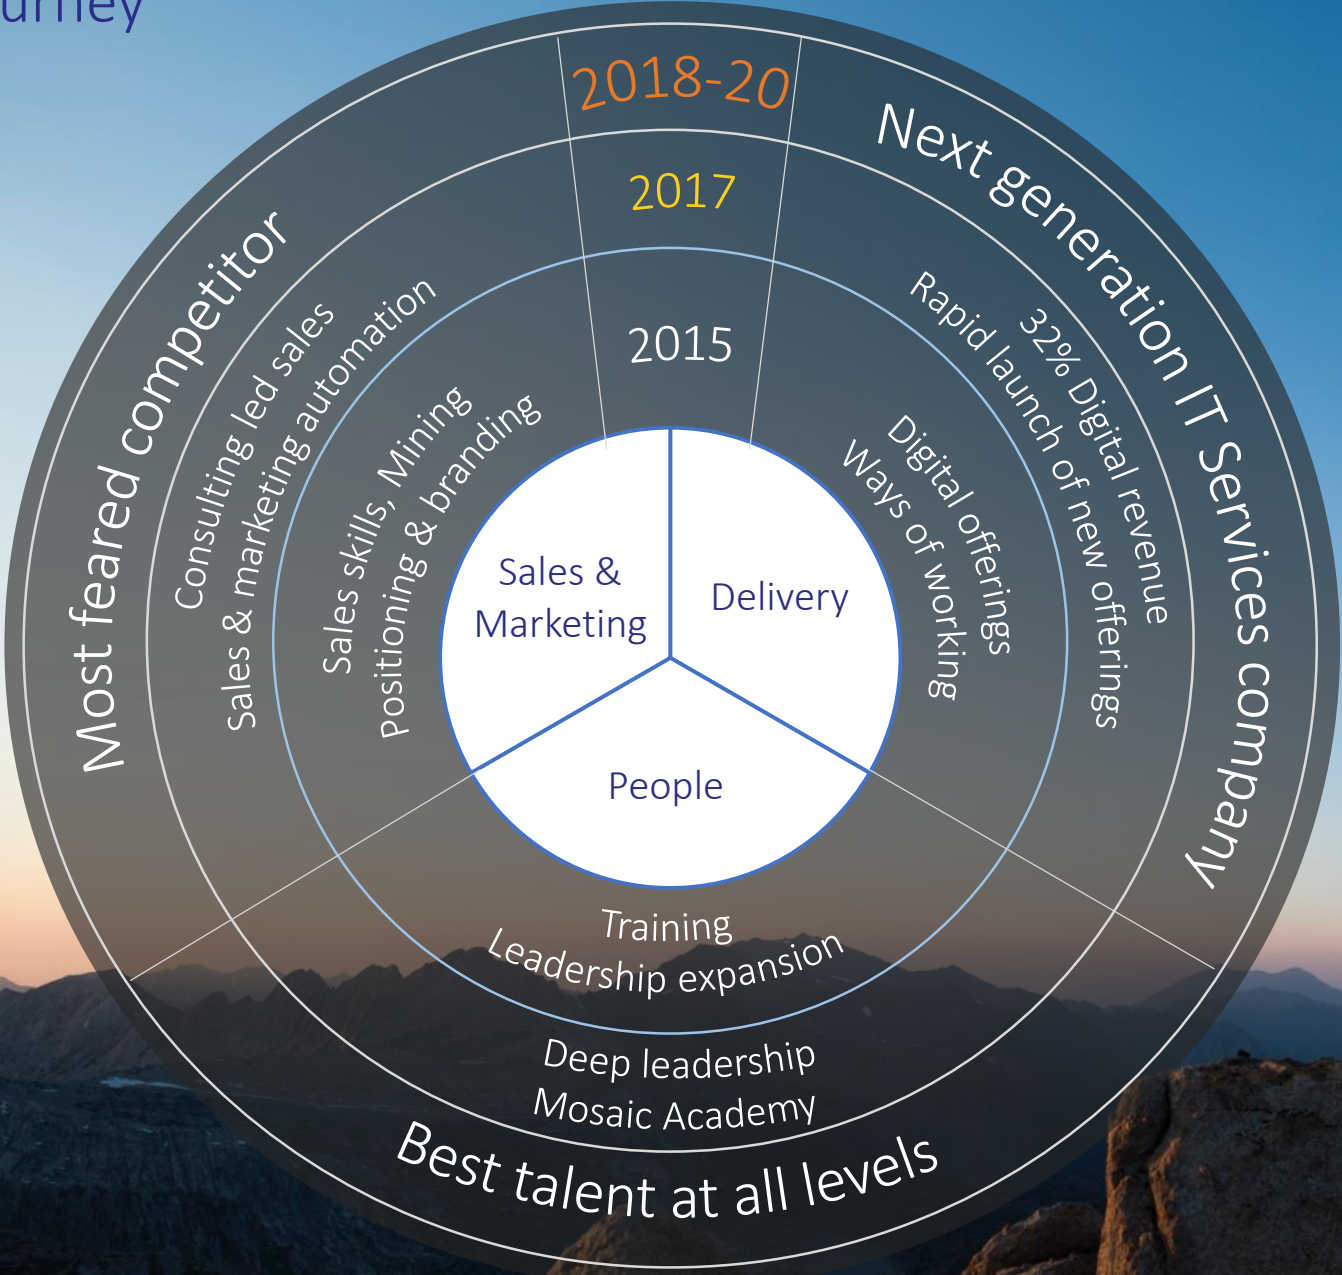 2018-20
2017
2015
Most feared competitor
Consulting led sales
Sales & marketing automation
Sales skills, Mining
Positioning & branding
Next generation IT Services company
32% Digital revenue
Rapid launch of new offerings
Digital offerings
Ways of working
Sales &
Marketing
Delivery
People
Training
Leadership expansion
Deep leadership
Mosaic Academy
Best talent at all levels